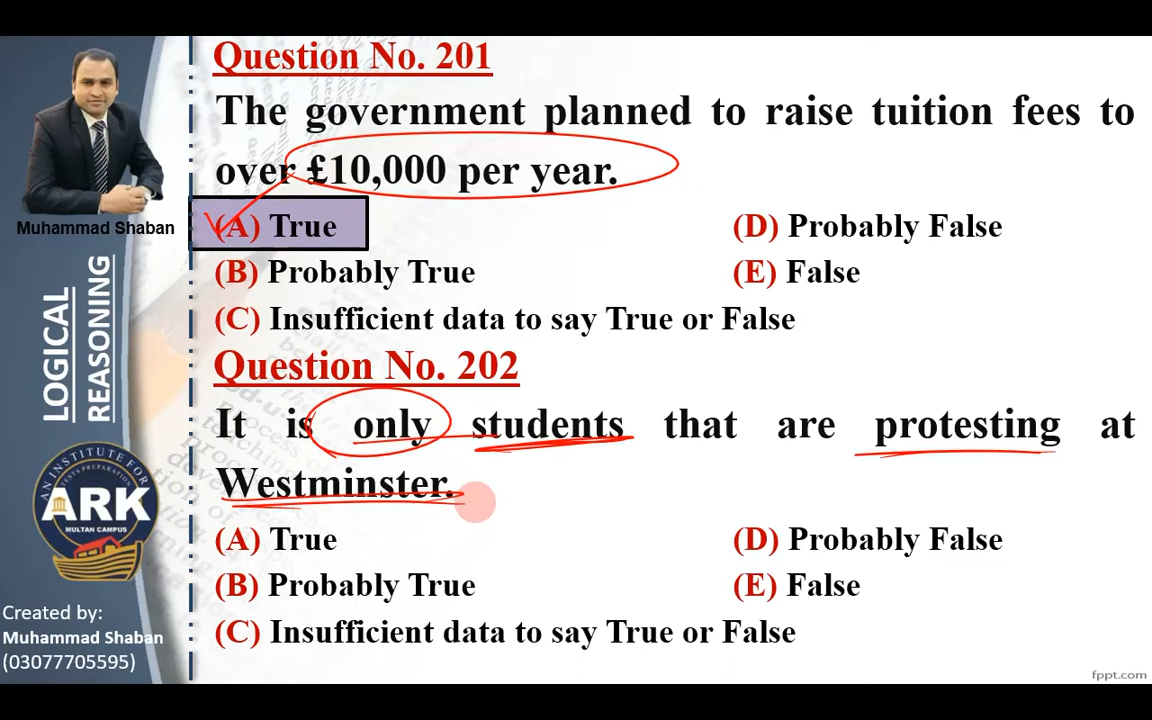 Question No. 201
The government planned to raise tuition fees to
over £10,000 per year.
(A) True
(D) Probably False
(B) Probably True
(E) False
(C) Insufficient data to say True or False
Question No. 202
It is only students that are protesting at
Westminster.
(A) True
(D) Probably False
(B) Probably True
(E) False
(C) Insufficient data to say True or False
Muhammad Shaban
LOGICAL
REASONING
AN INSTITUTE FOR
ARK
MULTAN CAMPUS
Created by:
Muhammad Shaban
(03077705595)
fppt.com